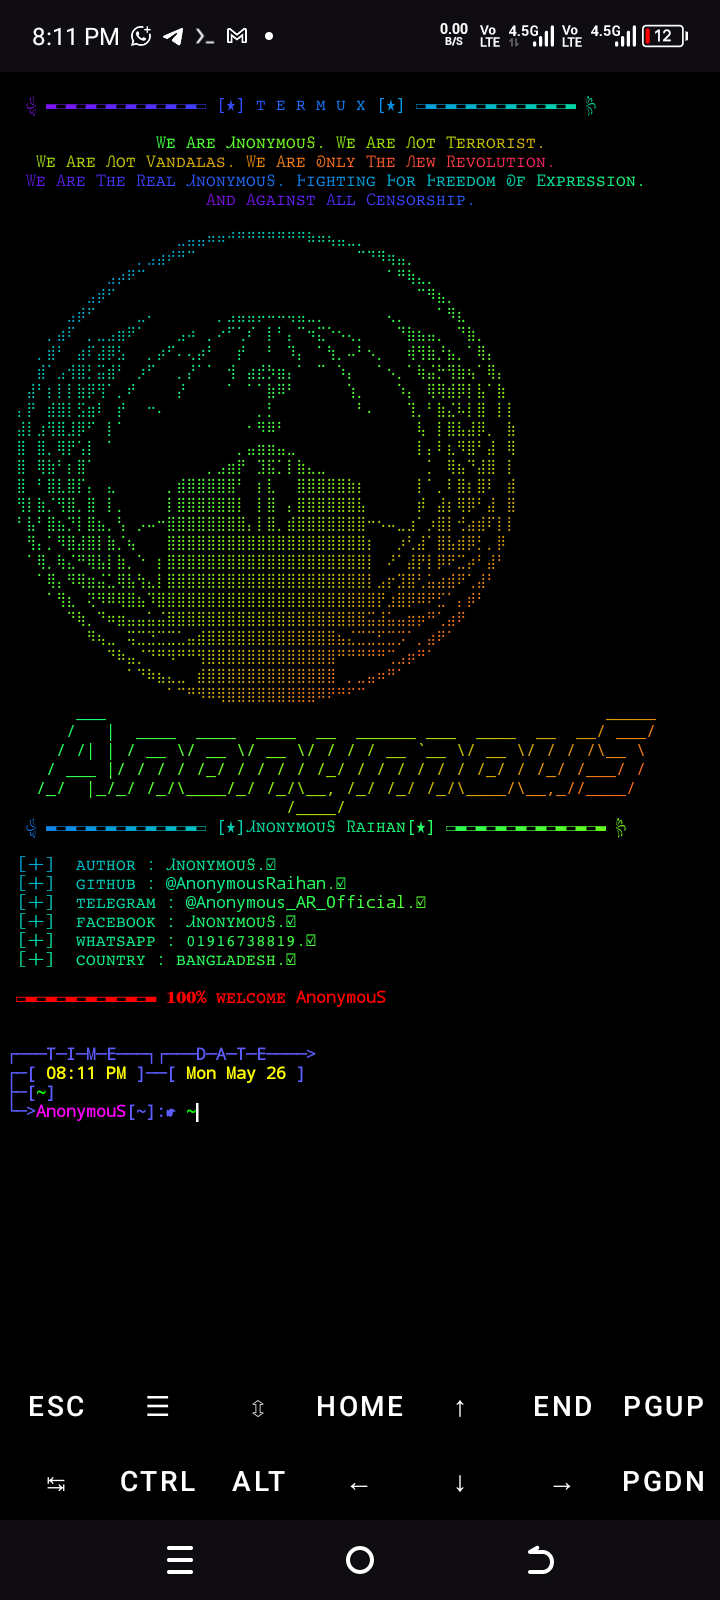 8:11 PM 0.00 B/S Vo LTE 4.5G Vo LTE 4.5G 12
[★] T E R M U X [★]
We Are AnonymouS. We Are Not Terrorist.
We Are Not Vandalas. We Are Only The New Revolution.
We Are The Real AnonymouS. Fighting For Freedom Of Expression.
And Against All Censorship.
AnonymouS
[★]AnonymouS Raihan[★]
[+] AUTHOR : AnonymouS.☑
[+] GITHUB : @AnonymousRaihan.☑
[+] TELEGRAM : @Anonymous_AR_Official.☑
[+] FACEBOOK : AnonymouS.☑
[+] WHATSAPP : 01916738819.☑
[+] COUNTRY : BANGLADESH.☑
100% WELCOME AnonymouS
┌───T─I─M─E───┐┌───D─A─T─E────>
┌─[ 08:11 PM ]──[ Mon May 26 ]
├─[~]
└─>AnonymouS[~]:☛ ~
ESC ☰ ⇳ HOME ↑ END PGUP
↹ CTRL ALT ← ↓ → PGDN